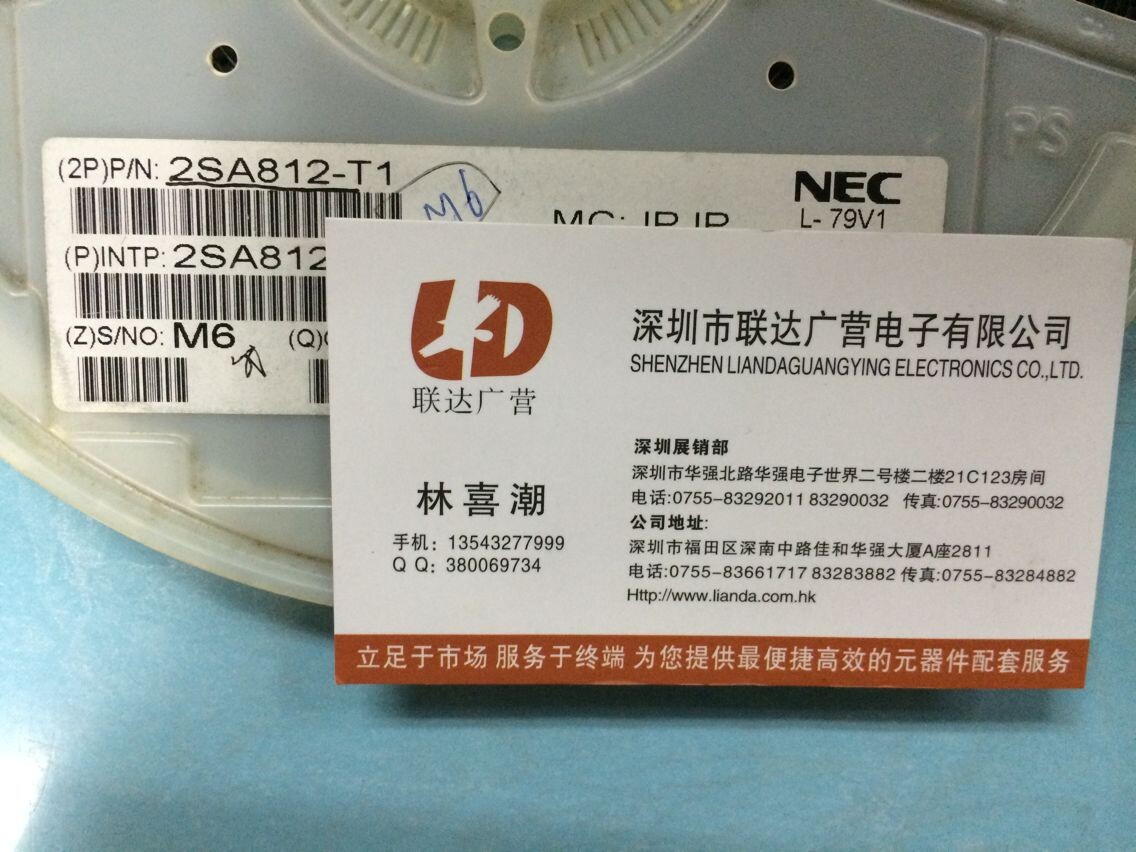 PS
(2P)P/N: 2SA812-T1
M6
NEC
L- 79V1
(P)INTP: 2SA812
(Z)S/NO: M6
联达广营
深圳市联达广营电子有限公司
SHENZHEN LIANDAGUANGYING ELECTRONICS CO.,LTD.
林喜潮
手机：13543277999
Q Q：380069734
深圳展销部
深圳市华强北路华强电子世界二号楼二楼21C123房间
电话:0755-83292011 83290032 传真:0755-83290032
公司地址:
深圳市福田区深南中路佳和华强大厦A座2811
电话:0755-83661717 83283882 传真:0755-83284882
Http://www.lianda.com.hk
立足于市场 服务于终端 为您提供最便捷高效的元器件配套服务